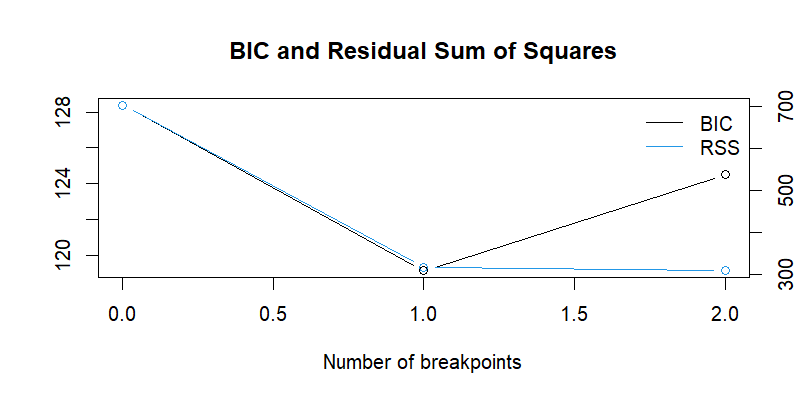 BIC and Residual Sum of Squares
128
124
120
700
500
300
BIC
RSS
0.0 0.5 1.0 1.5 2.0
Number of breakpoints